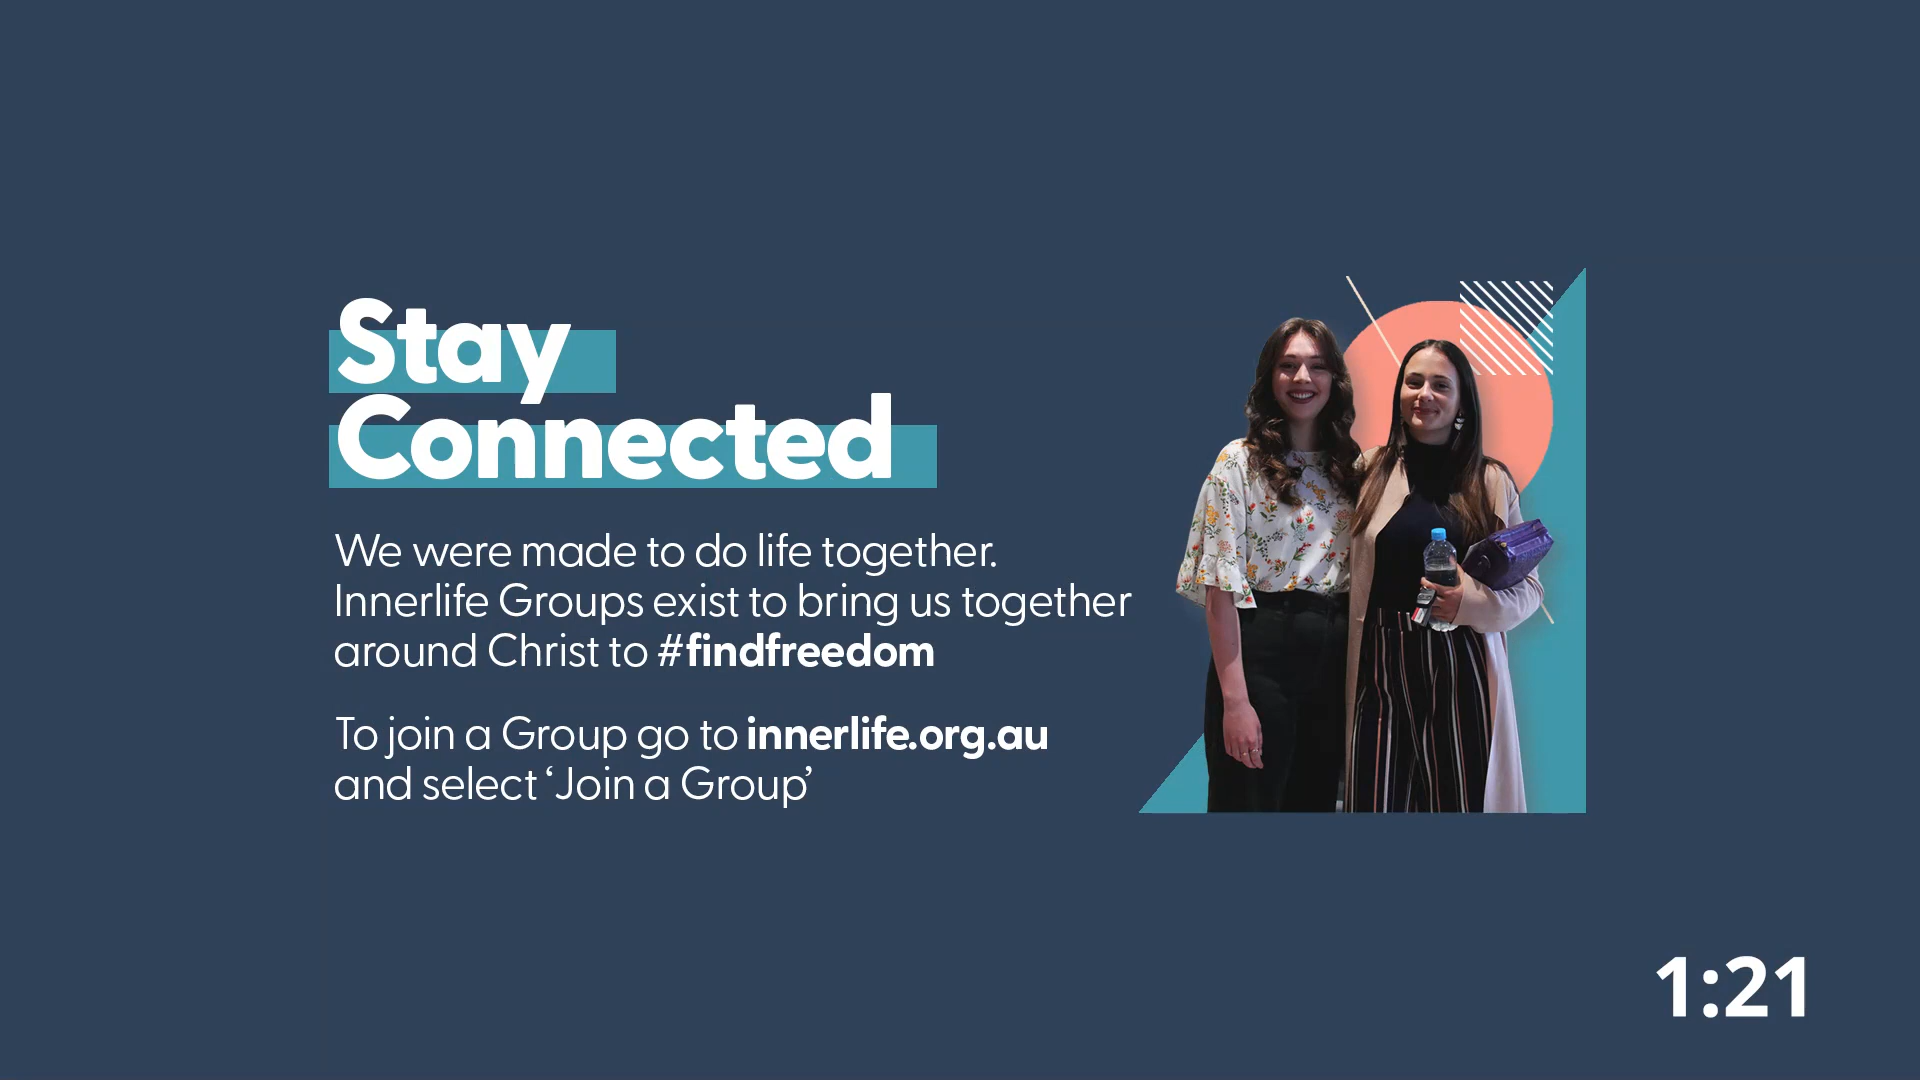 Stay
Connected
We were made to do life together.
Innerlife Groups exist to bring us together
around Christ to #findfreedom
To join a Group go to innerlife.org.au
and select ‘Join a Group’
1:21